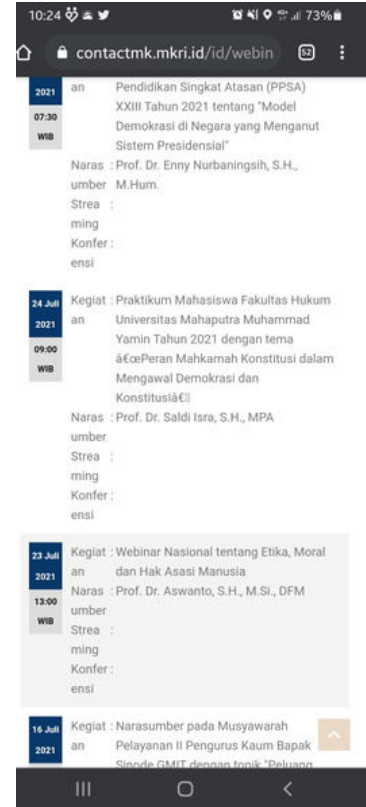 10:24
73%
contactmk.mkri.id/id/webin
52
2021
07:30
WIB
an Pendidikan Singkat Atasan (PPSA)
XXIII Tahun 2021 tentang "Model
Demokrasi di Negara yang Menganut
Sistem Presidensial"
Naras : Prof. Dr. Enny Nurbaningsih, S.H.,
umber M.Hum.
Strea :
ming
Konfer :
ensi
24 Juli
2021
09:00
WIB
Kegiat : Praktikum Mahasiswa Fakultas Hukum
an Universitas Mahaputra Muhammad
Yamin Tahun 2021 dengan tema
“Peran Mahkamah Konstitusi dalam
Mengawal Demokrasi dan
Konstitusiâ€
Naras : Prof. Dr. Saldi Isra, S.H., MPA
umber
Strea :
ming
Konfer :
ensi
23 Juli
2021
13:00
WIB
Kegiat : Webinar Nasional tentang Etika, Moral
an dan Hak Asasi Manusia
Naras : Prof. Dr. Aswanto, S.H., M.Si., DFM
umber
Strea :
ming
Konfer :
ensi
16 Juli
2021
Kegiat : Narasumber pada Musyawarah
an Pelayanan II Pengurus Kaum Bapak
Sinode GMIT dengan topik "Peluang